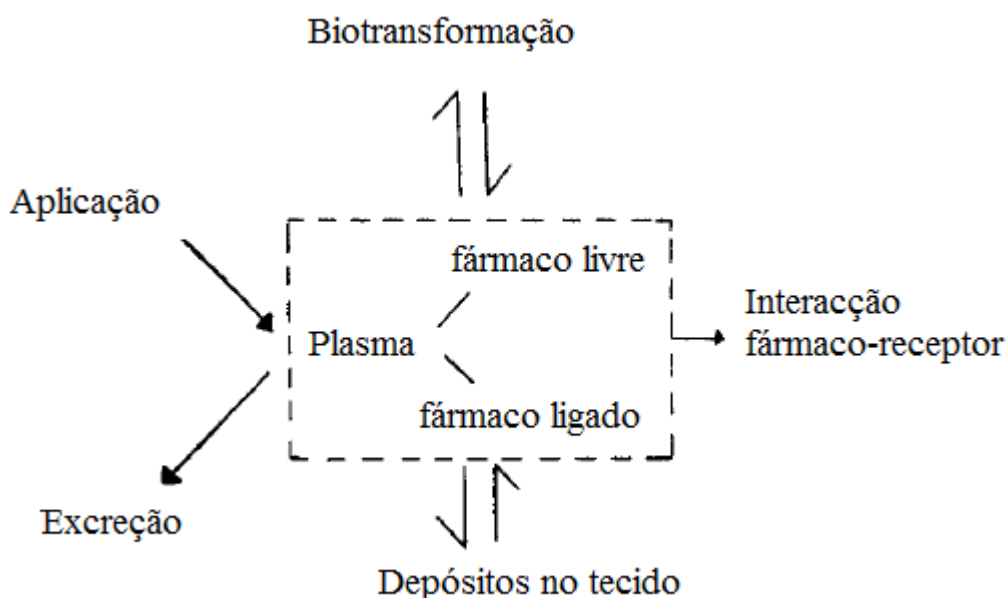 Biotransformação
Aplicação
fármaco livre
Plasma
fármaco ligado
Interacção
fármaco-receptor
Excreção
Depósitos no tecido